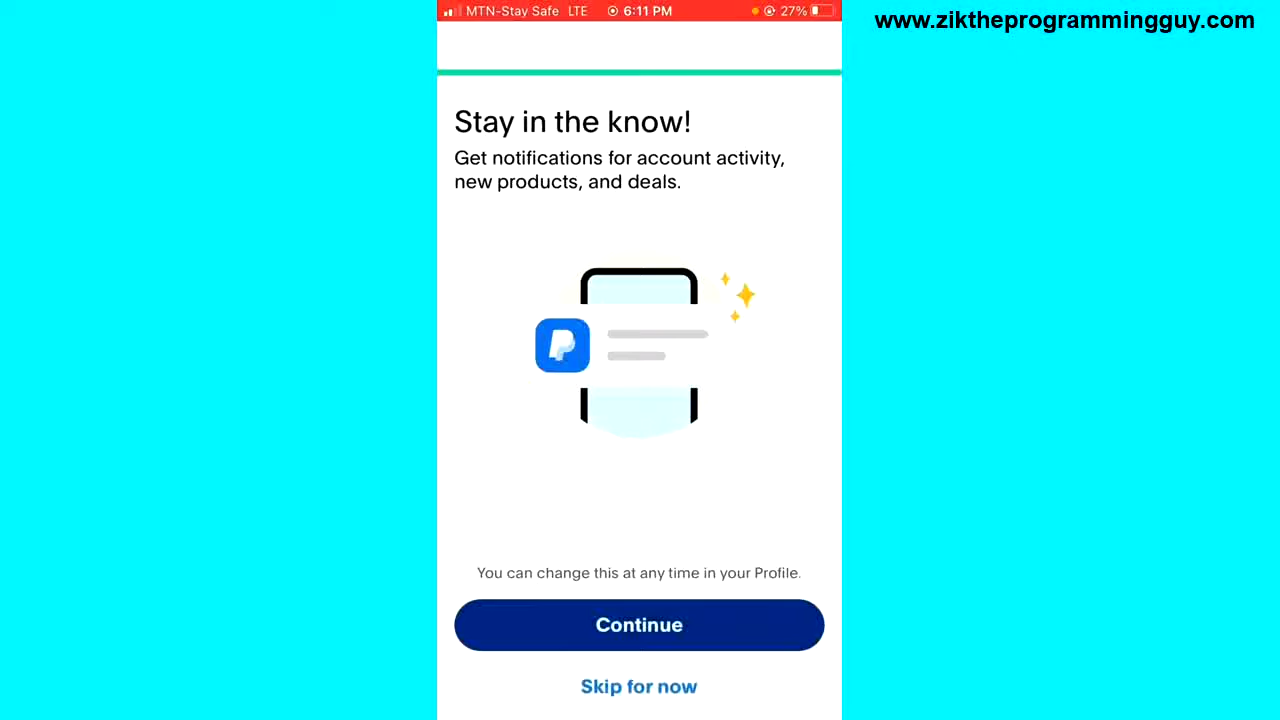 MTN-Stay Safe LTE 6:11 PM 27%
www.ziktheprogrammingguy.com
Stay in the know!
Get notifications for account activity,
new products, and deals.
You can change this at any time in your Profile.
Continue
Skip for now